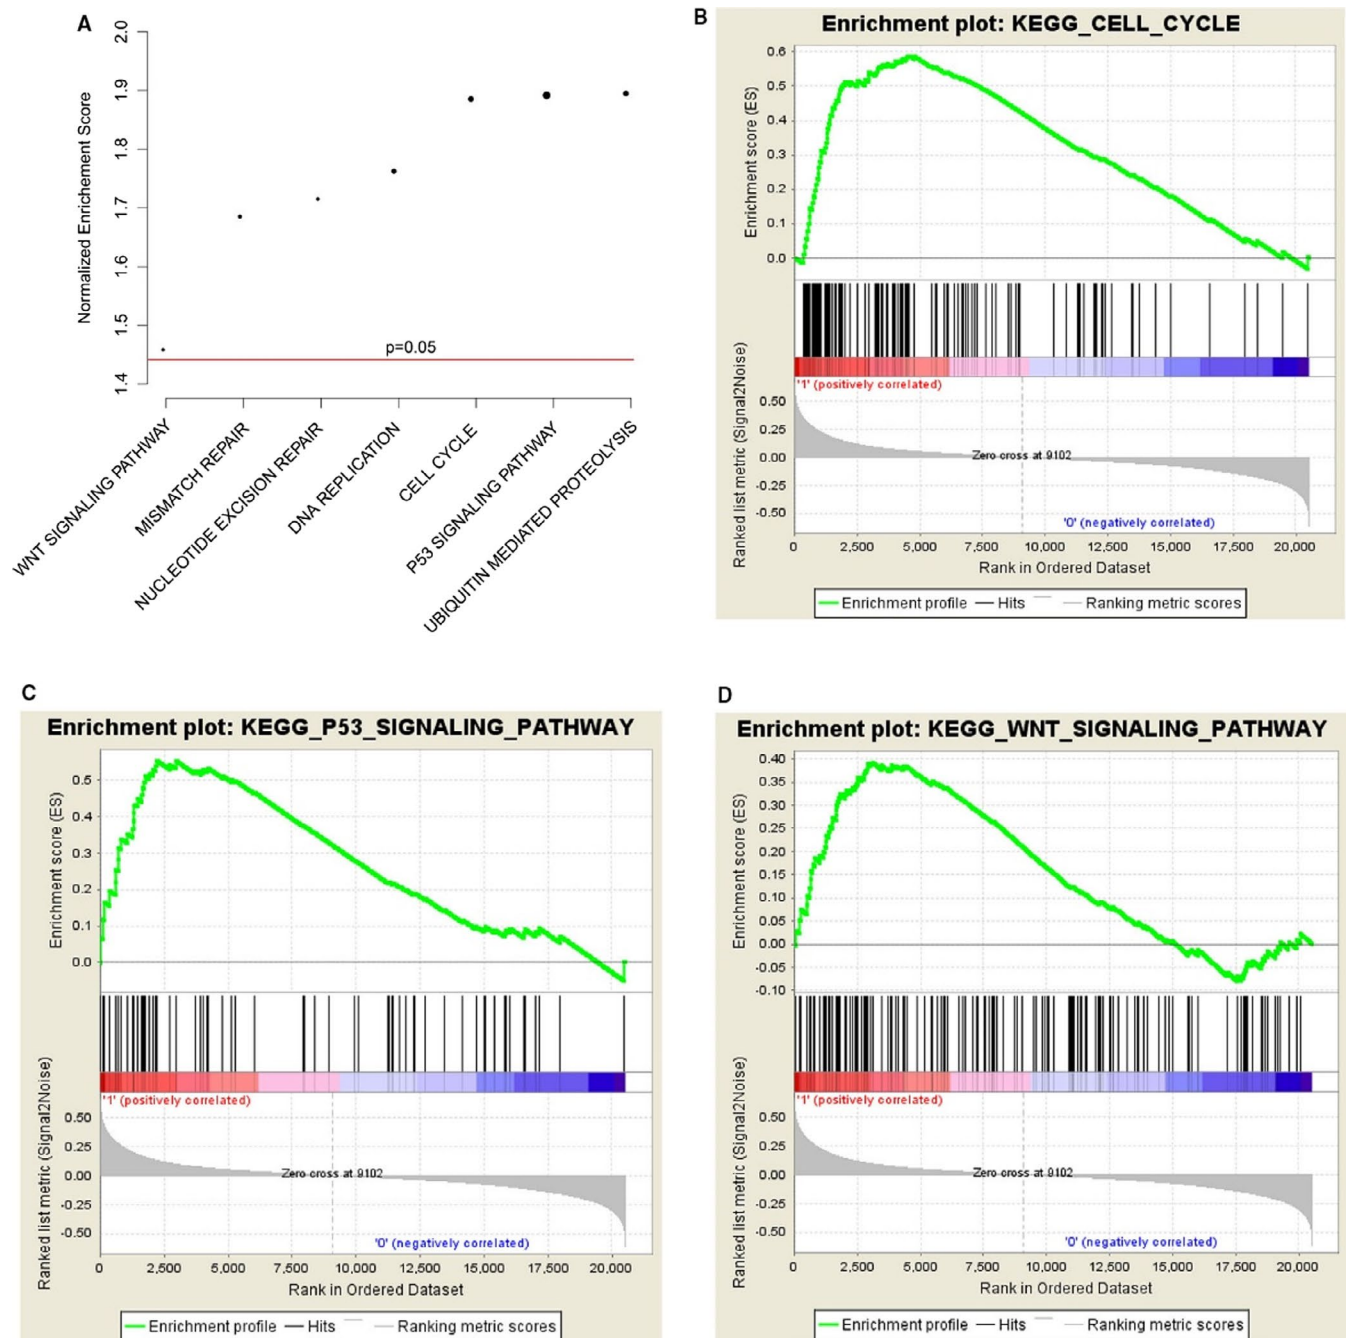 A
Normalized Enrichement Score
2.0
1.9
1.8
1.7
1.6
1.5
1.4
p=0.05
WNT SIGNALING PATHWAY
MISMATCH REPAIR
NUCLEOTIDE EXCISION REPAIR
DNA REPLICATION
CELL CYCLE
P53 SIGNALING PATHWAY
UBIQUITIN MEDIATED PROTEOLYSIS
B
Enrichment plot: KEGG_CELL_CYCLE
Enrichment score (ES)
0.6
0.5
0.4
0.3
0.2
0.1
0.0
Ranked list metric (Signal2Noise)
'1' (positively correlated)
0.50
0.25
0.00
-0.25
-0.50
Zero cross at 9102
'0' (negatively correlated)
0 2,500 5,000 7,500 10,000 12,500 15,000 17,500 20,000
Rank in Ordered Dataset
Enrichment profile Hits Ranking metric scores
C
Enrichment plot: KEGG_P53_SIGNALING_PATHWAY
Enrichment score (ES)
0.5
0.4
0.3
0.2
0.1
0.0
Ranked list metric (Signal2Noise)
'1' (positively correlated)
0.50
0.25
0.00
-0.25
-0.50
Zero cross at 9102
'0' (negatively correlated)
0 2,500 5,000 7,500 10,000 12,500 15,000 17,500 20,000
Rank in Ordered Dataset
Enrichment profile Hits Ranking metric scores
D
Enrichment plot: KEGG_WNT_SIGNALING_PATHWAY
Enrichment score (ES)
0.40
0.35
0.30
0.25
0.20
0.15
0.10
0.05
0.00
-0.05
-0.10
Ranked list metric (Signal2Noise)
'1' (positively correlated)
0.50
0.25
0.00
-0.25
-0.50
Zero cross at 9102
'0' (negatively correlated)
0 2,500 5,000 7,500 10,000 12,500 15,000 17,500 20,000
Rank in Ordered Dataset
Enrichment profile Hits Ranking metric scores